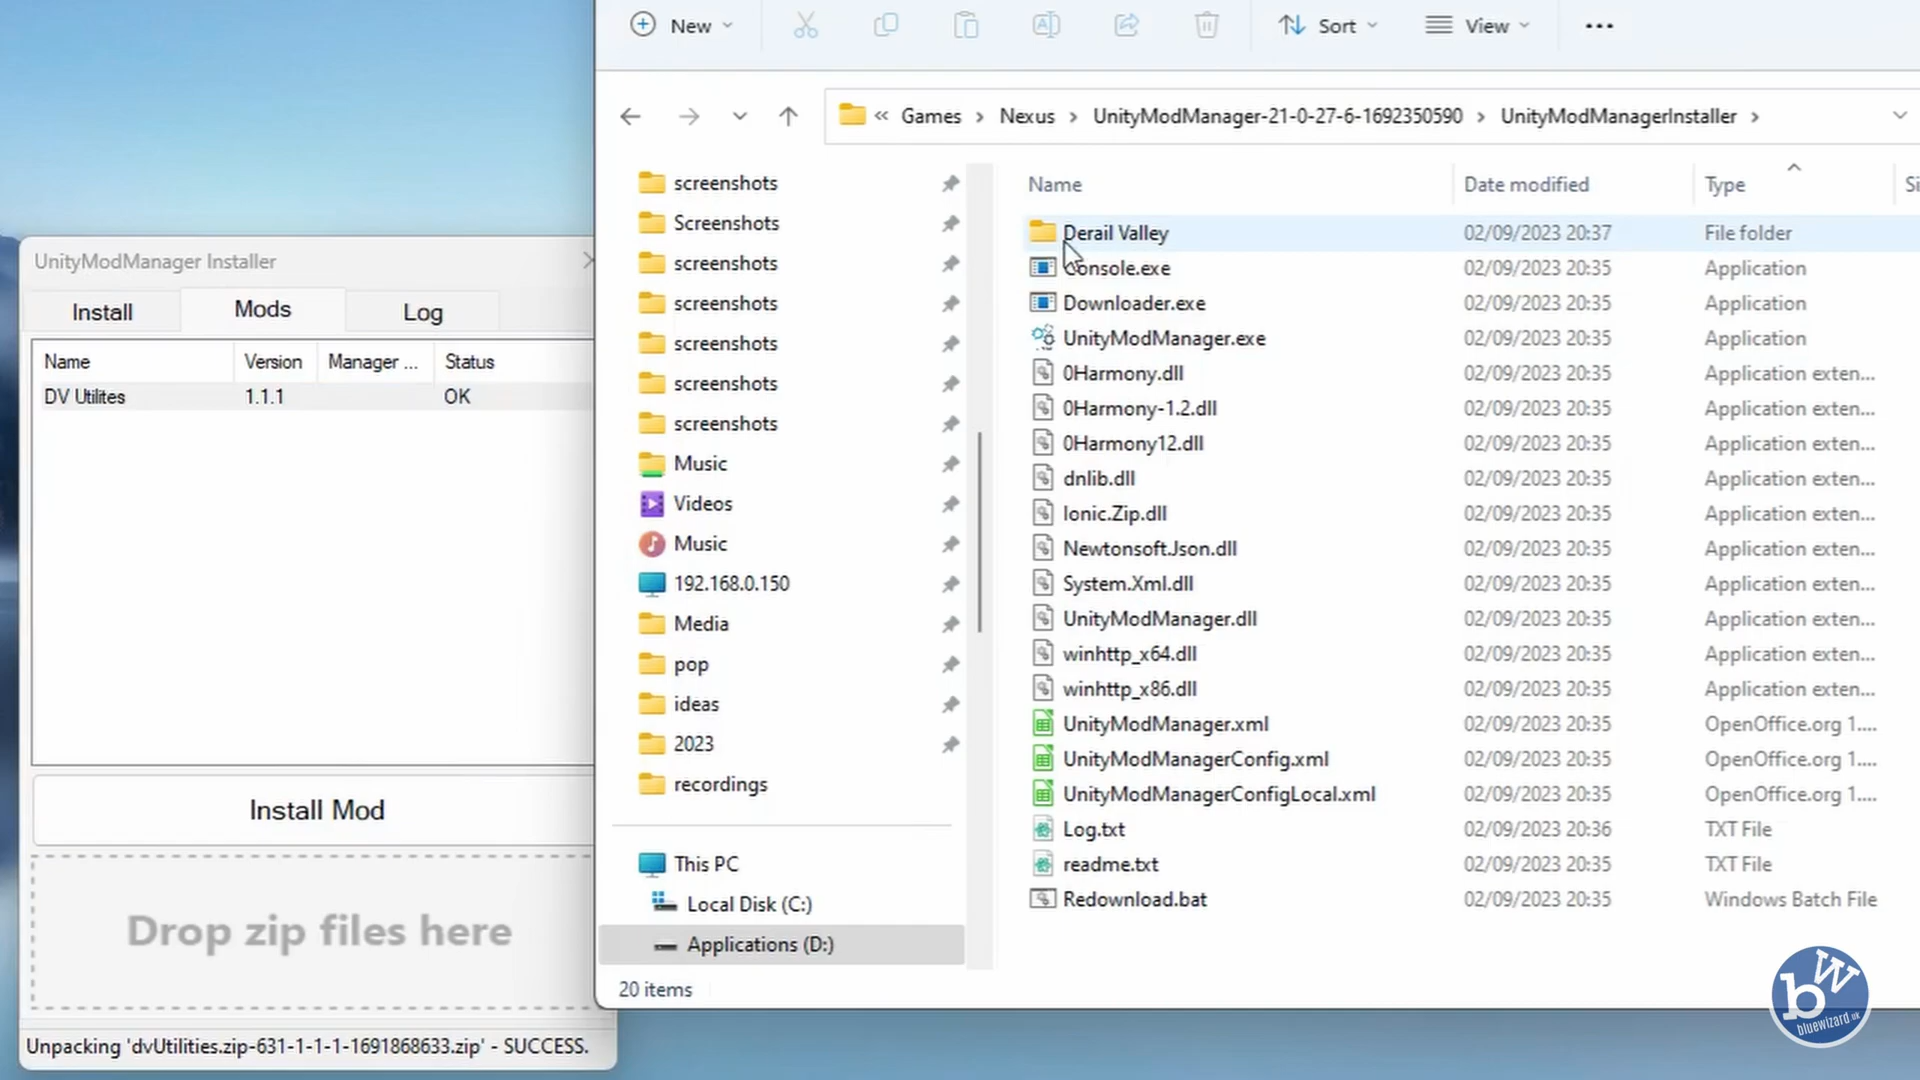 New
Sort
View
Games
Nexus
UnityModManager-21-0-27-6-1692350590
UnityModManagerInstaller
screenshots
Screenshots
screenshots
screenshots
screenshots
screenshots
screenshots
Music
Videos
Music
192.168.0.150
Media
pop
ideas
2023
recordings
This PC
Local Disk (C:)
Applications (D:)
20 items
Name Date modified Type Si
Derail Valley 02/09/2023 20:37 File folder
Console.exe 02/09/2023 20:35 Application
Downloader.exe 02/09/2023 20:35 Application
UnityModManager.exe 02/09/2023 20:35 Application
0Harmony.dll 02/09/2023 20:35 Application exten...
0Harmony-1.2.dll 02/09/2023 20:35 Application exten...
0Harmony12.dll 02/09/2023 20:35 Application exten...
dnlib.dll 02/09/2023 20:35 Application exten...
Ionic.Zip.dll 02/09/2023 20:35 Application exten...
Newtonsoft.Json.dll 02/09/2023 20:35 Application exten...
System.Xml.dll 02/09/2023 20:35 Application exten...
UnityModManager.dll 02/09/2023 20:35 Application exten...
winhttp_x64.dll 02/09/2023 20:35 Application exten...
winhttp_x86.dll 02/09/2023 20:35 Application exten...
UnityModManager.xml 02/09/2023 20:35 OpenOffice.org 1....
UnityModManagerConfig.xml 02/09/2023 20:35 OpenOffice.org 1....
UnityModManagerConfigLocal.xml 02/09/2023 20:35 OpenOffice.org 1....
Log.txt 02/09/2023 20:36 TXT File
readme.txt 02/09/2023 20:35 TXT File
Redownload.bat 02/09/2023 20:35 Windows Batch File
UnityModManager Installer
Install Mods Log
Name Version Manager ... Status
DV Utilites 1.1.1 OK
Install Mod
Drop zip files here
Unpacking 'dvUtilities.zip-631-1-1-1-1691868633.zip' - SUCCESS.
bw
bluewizard.uk